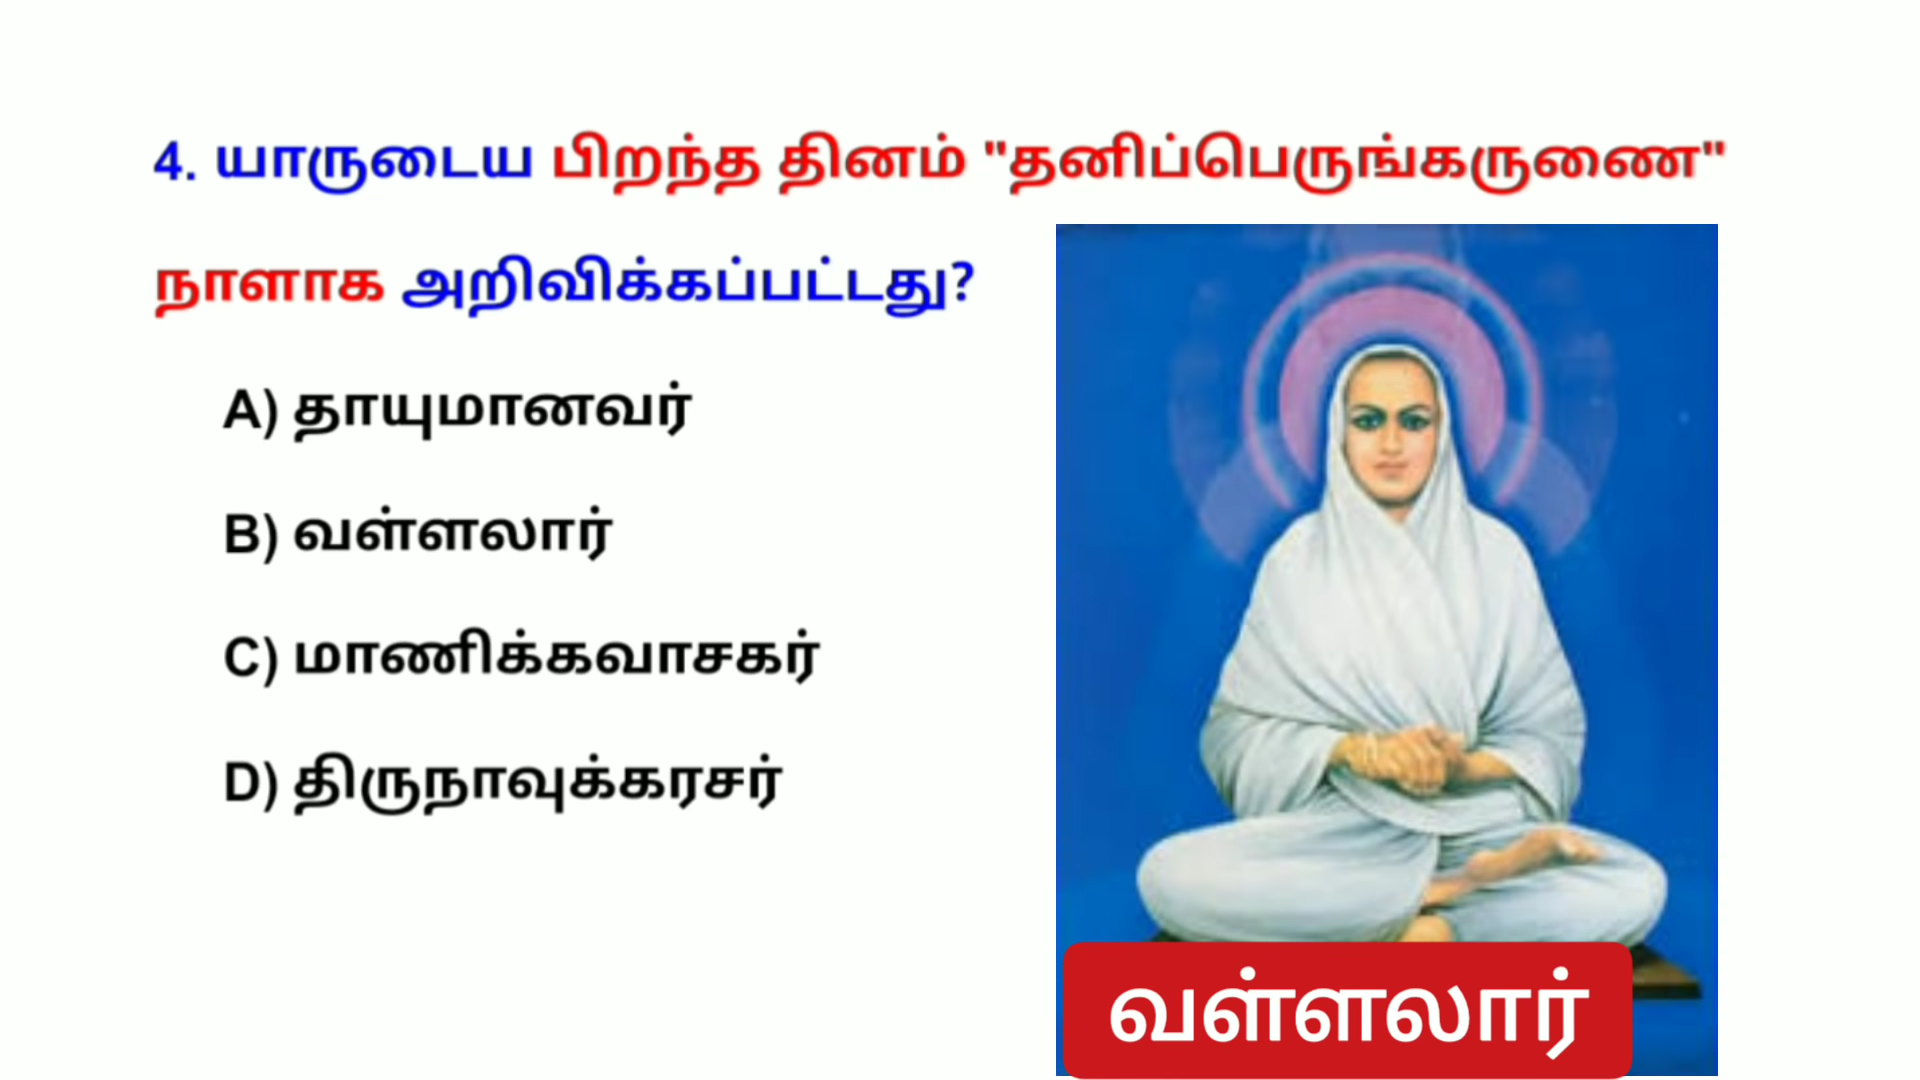 4. யாருடைய பிறந்த தினம் "தனிப்பெருங்கருணை"
நாளாக அறிவிக்கப்பட்டது?
A) தாயுமானவர்
B) வள்ளலார்
C) மாணிக்கவாசகர்
D) திருநாவுக்கரசர்
வள்ளலார்